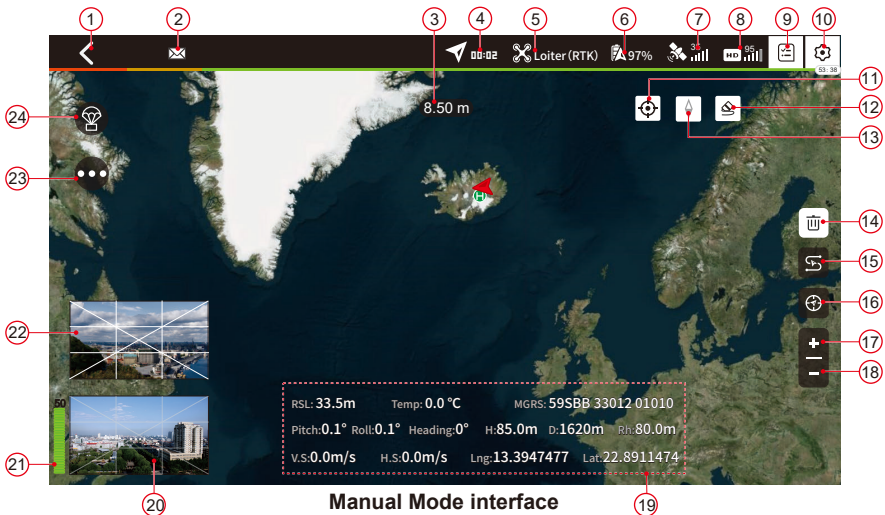 1 2 3 4 5 6 7 8 9 10
00:02 Loiter(RTK) 97% 35 HD 95
53:38
11
8.50 m
12
24
13
H
23
14
15
16
22
17
18
50
RSL: 33.5m Temp: 0.0 °C MGRS: 59SBB 33012 01010
Pitch:0.1° Roll:0.1° Heading:0° H:85.0m D:1620m Rh:80.0m
V.S:0.0m/s H.S:0.0m/s Lng:13.3947477 Lat:22.8911474
21
20 Manual Mode interface 19